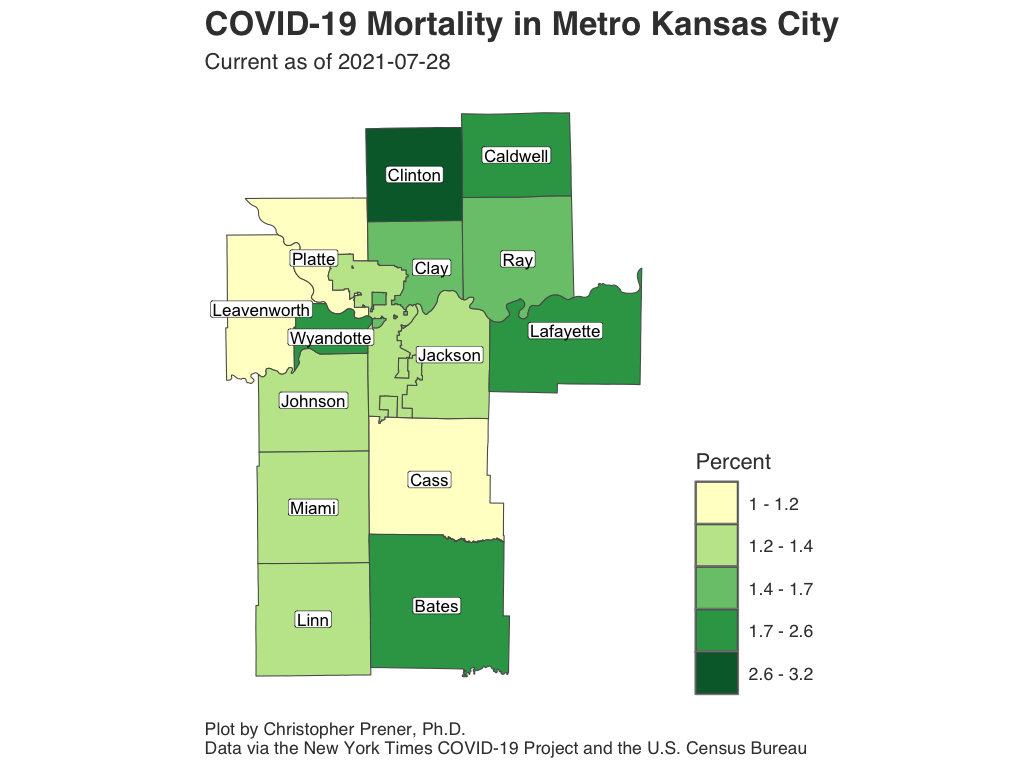 COVID-19 Mortality in Metro Kansas City
Current as of 2021-07-28
Caldwell
Clinton
Platte
Clay
Ray
Leavenworth
Wyandotte
Lafayette
Jackson
Johnson
Cass
Miami
Bates
Linn
Percent
1 - 1.2
1.2 - 1.4
1.4 - 1.7
1.7 - 2.6
2.6 - 3.2
Plot by Christopher Prener, Ph.D.
Data via the New York Times COVID-19 Project and the U.S. Census Bureau